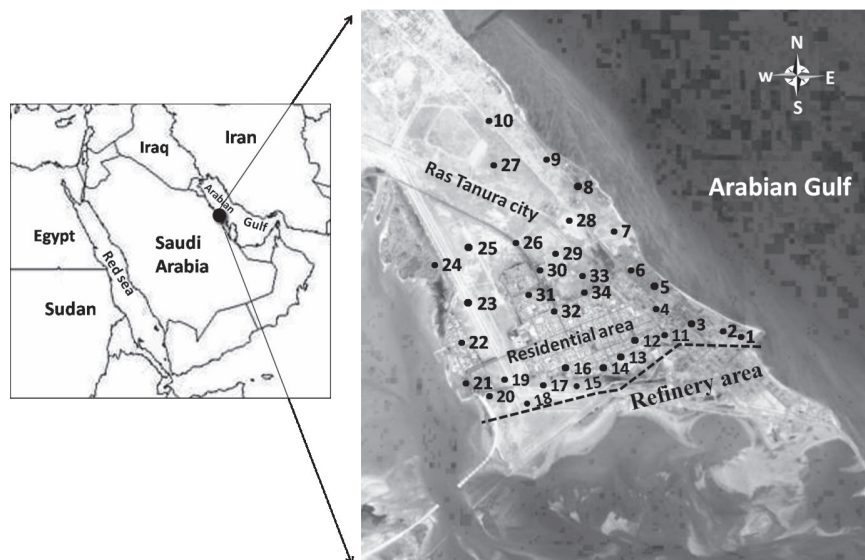 Iraq
Iran
Arabian
Gulf
Egypt
Red sea
Saudi
Arabia
Sudan
N
W E
S
Arabian Gulf
Ras Tanura city
Residential area
Refinery area
10
9
27
8
28
7
26
25
29
24
30
33
6
5
31
34
23
32
4
3
2
1
11
12
22
13
16
14
21
19
17
15
20
18